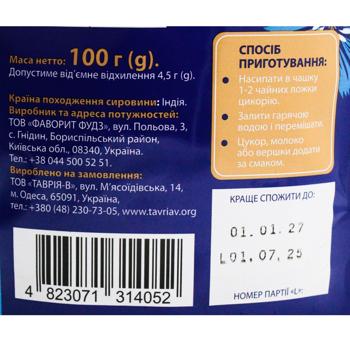 Маса нетто: 100 г (g).
Допустиме від'ємне відхилення 4,5 г (g).
Країна походження сировини: Індія.
Виробник та адреса потужностей:
ТОВ «ФАВОРИТ ФУДЗ», вул. Польова, 3,
с. Гнідин, Бориспільський район,
Київська обл., 08340, Україна.
Тел.: +38 044 500 52 51.
Вироблено на замовлення:
ТОВ «ТАВРІЯ-В», вул. М'ясоїдівська, 14,
м. Одеса, 65091, Україна,
тел.: +380 (48) 230-73-05, www.tavriav.org
4 823071 314052
СПОСІБ
ПРИГОТУВАННЯ:
Насипати в чашку
1-2 чайних ложки
цикорію.
Залити гарячою
водою і перемішати.
Цукор, молоко
або вершки додати
за смаком.
КРАЩЕ СПОЖИТИ ДО:
01.01.27
L01.07.25
НОМЕР ПАРТІЇ «L»: